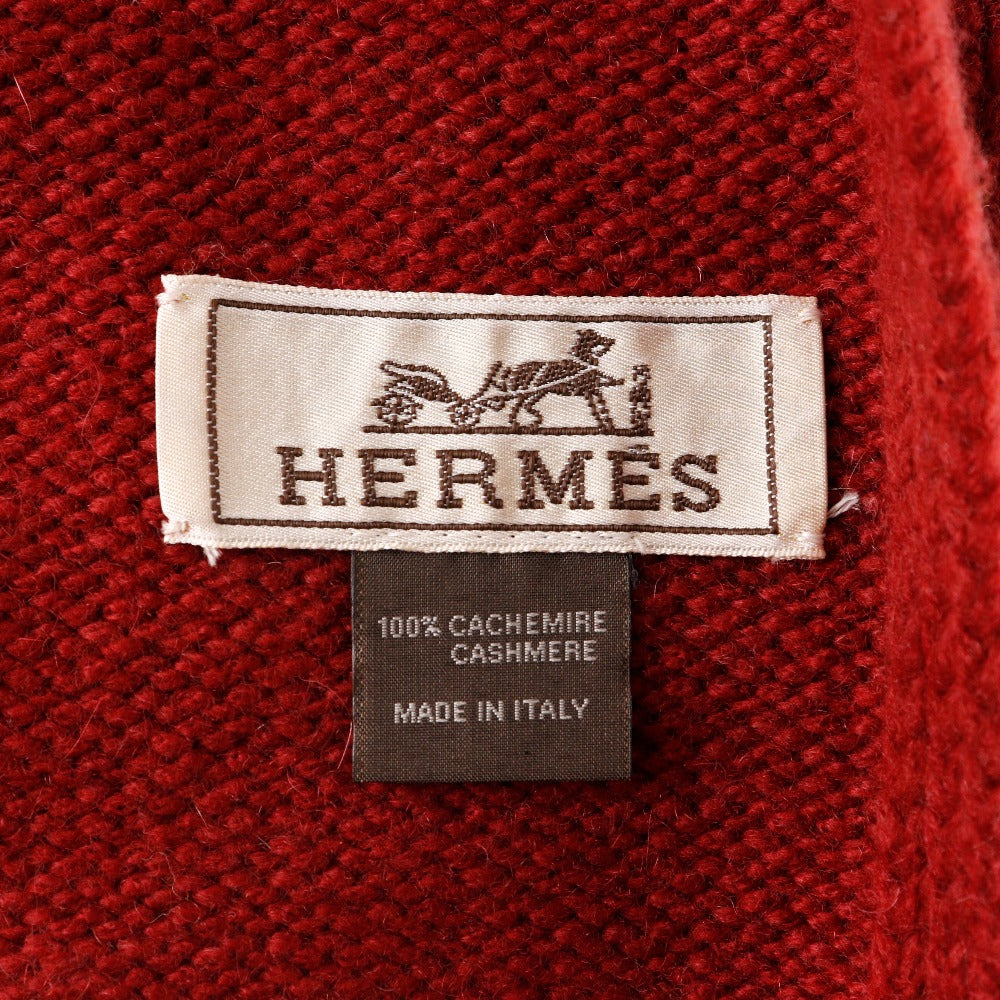 HERMÈS
100% CACHEMIRE
CASHMERE
MADE IN ITALY